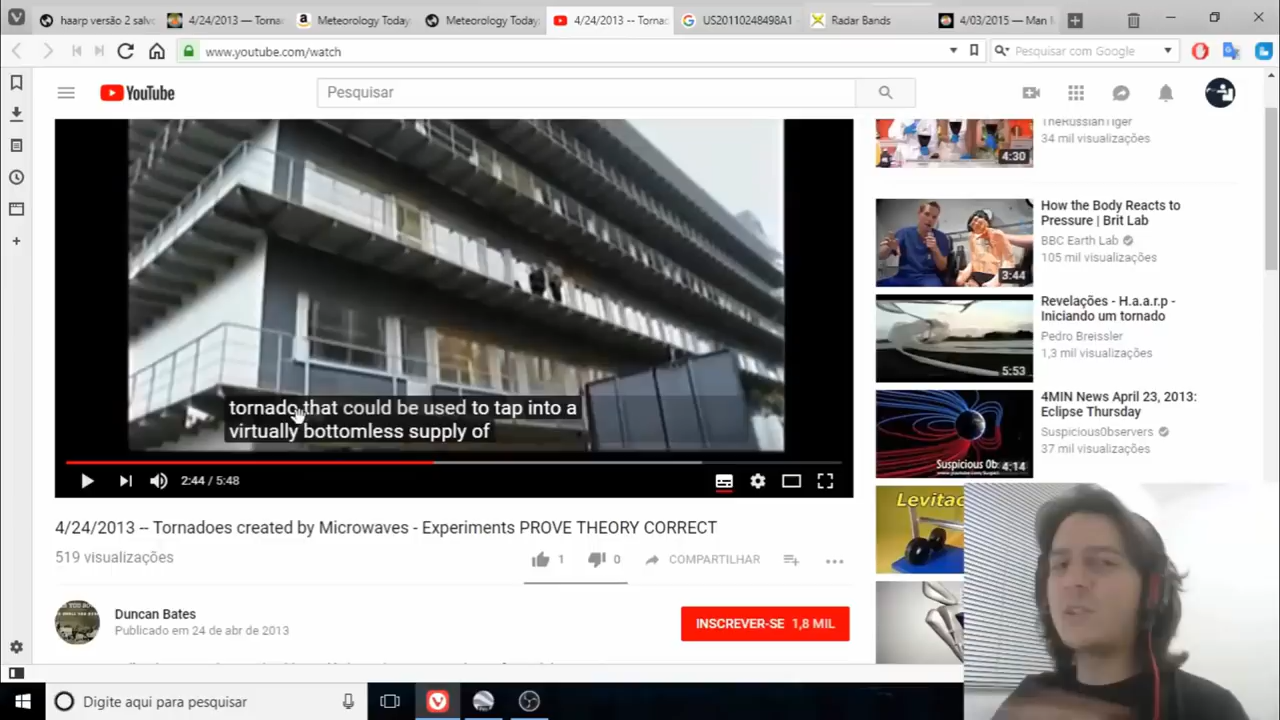 haarp versão 2 salvo
4/24/2013 — Torna
Meteorology Today:
Meteorology Today:
4/24/2013 -- Tornad
US20110248498A1
Radar Bands
4/03/2015 — Man M
www.youtube.com/watch
Pesquisar com Google
YouTube
Pesquisar
TheRussianTiger
34 mil visualizações
4:30
How the Body Reacts to
Pressure | Brit Lab
BBC Earth Lab
105 mil visualizações
3:44
Revelações - H.a.a.r.p -
Iniciando um tornado
Pedro Breissler
1,3 mil visualizações
5:53
4MIN News April 23, 2013:
Eclipse Thursday
Suspicious0bservers
37 mil visualizações
Suspicious 0b:
4:14
Levitac
tornado that could be used to tap into a
virtually bottomless supply of
2:44 / 5:48
4/24/2013 -- Tornadoes created by Microwaves - Experiments PROVE THEORY CORRECT
519 visualizações
1
0
COMPARTILHAR
Duncan Bates
Publicado em 24 de abr de 2013
INSCREVER-SE 1,8 MIL
Digite aqui para pesquisar